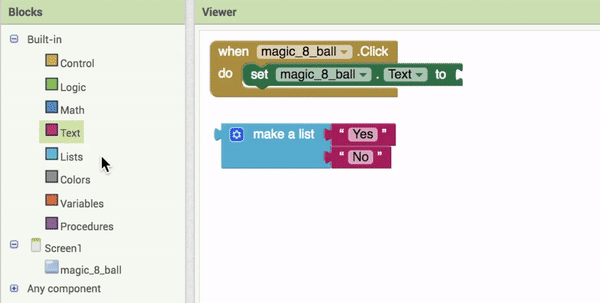 Blocks
Viewer
Built-in
Control
Logic
Math
Text
Lists
Colors
Variables
Procedures
Screen1
magic_8_ball
Any component
when magic_8_ball .Click
do set magic_8_ball . Text to
make a list " Yes "
" No "